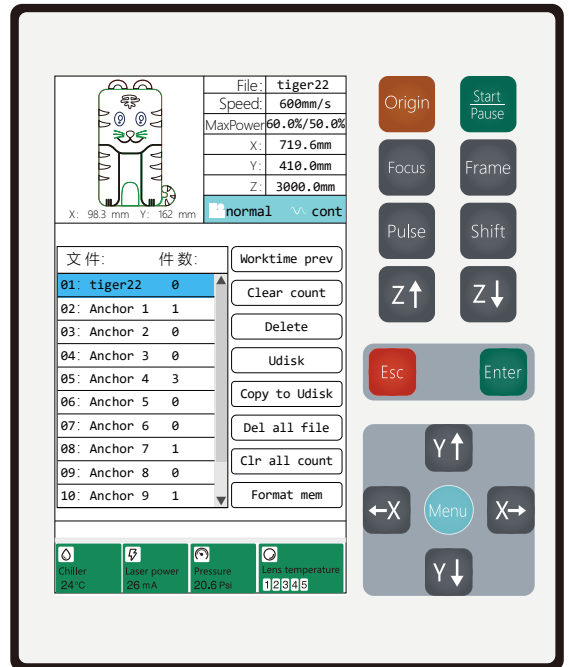 File: tiger22
Speed: 600mm/s
MaxPower 60.0%/50.0%
X: 719.6mm
Y: 410.0mm
Z: 3000.0mm
X: 98.3 mm Y: 162 mm
normal cont
文件: 件数:
01: tiger22 0
02: Anchor 1 1
03: Anchor 2 0
04: Anchor 3 0
05: Anchor 4 3
06: Anchor 5 0
07: Anchor 6 0
08: Anchor 7 1
09: Anchor 8 0
10: Anchor 9 1
Worktime prev
Clear count
Delete
Udisk
Copy to Udisk
Del all file
Clr all count
Format mem
Chiller
24°C
Laser power
26 mA
Pressure
20.6 Psi
Lens temperature
1 2 3 4 5
Origin
Start
Pause
Focus
Frame
Pulse
Shift
Z↑
Z↓
Esc
Enter
Y↑
←X
Menu
X→
Y↓